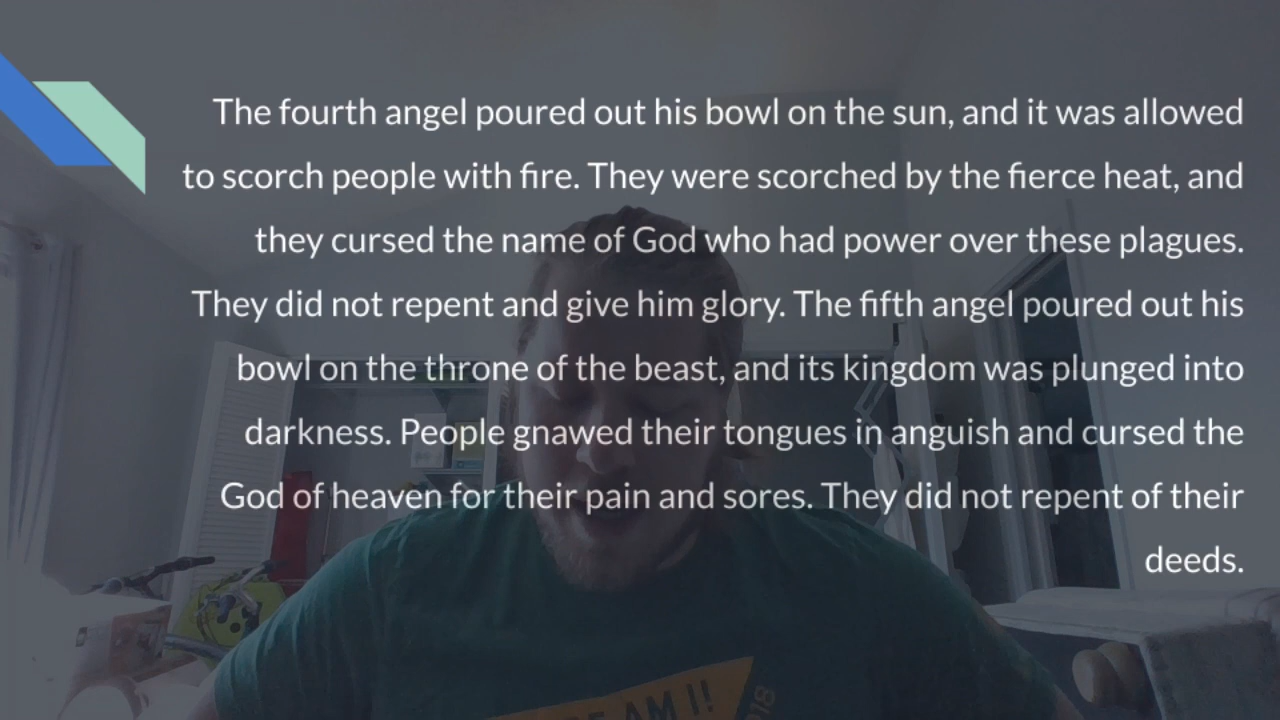 The fourth angel poured out his bowl on the sun, and it was allowed
to scorch people with fire. They were scorched by the fierce heat, and
they cursed the name of God who had power over these plagues.
They did not repent and give him glory. The fifth angel poured out his
bowl on the throne of the beast, and its kingdom was plunged into
darkness. People gnawed their tongues in anguish and cursed the
God of heaven for their pain and sores. They did not repent of their
deeds.
AM I!